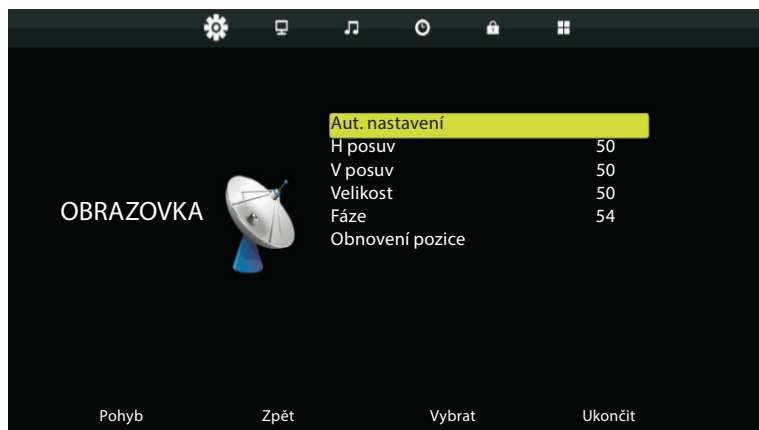 Aut. nastavení
H posuv 50
V posuv 50
Velikost 50
Fáze 54
Obnovení pozice
OBRAZOVKA
Pohyb Zpět Vybrat Ukončit